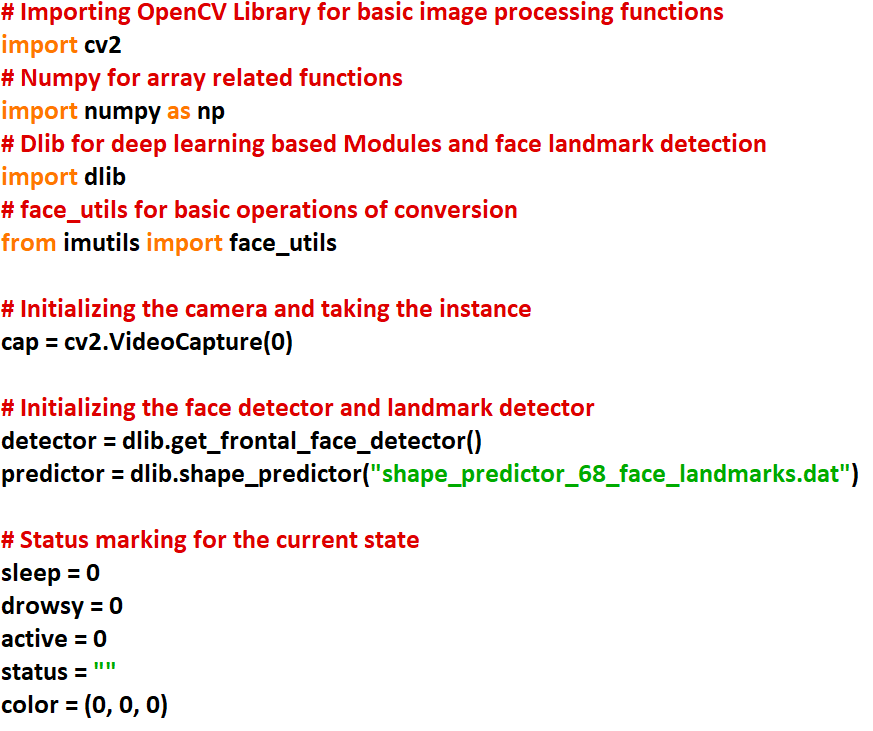 # Importing OpenCV Library for basic image processing functions
import cv2
# Numpy for array related functions
import numpy as np
# Dlib for deep learning based Modules and face landmark detection
import dlib
# face_utils for basic operations of conversion
from imutils import face_utils

# Initializing the camera and taking the instance
cap = cv2.VideoCapture(0)

# Initializing the face detector and landmark detector
detector = dlib.get_frontal_face_detector()
predictor = dlib.shape_predictor("shape_predictor_68_face_landmarks.dat")

# Status marking for the current state
sleep = 0
drowsy = 0
active = 0
status = ""
color = (0, 0, 0)